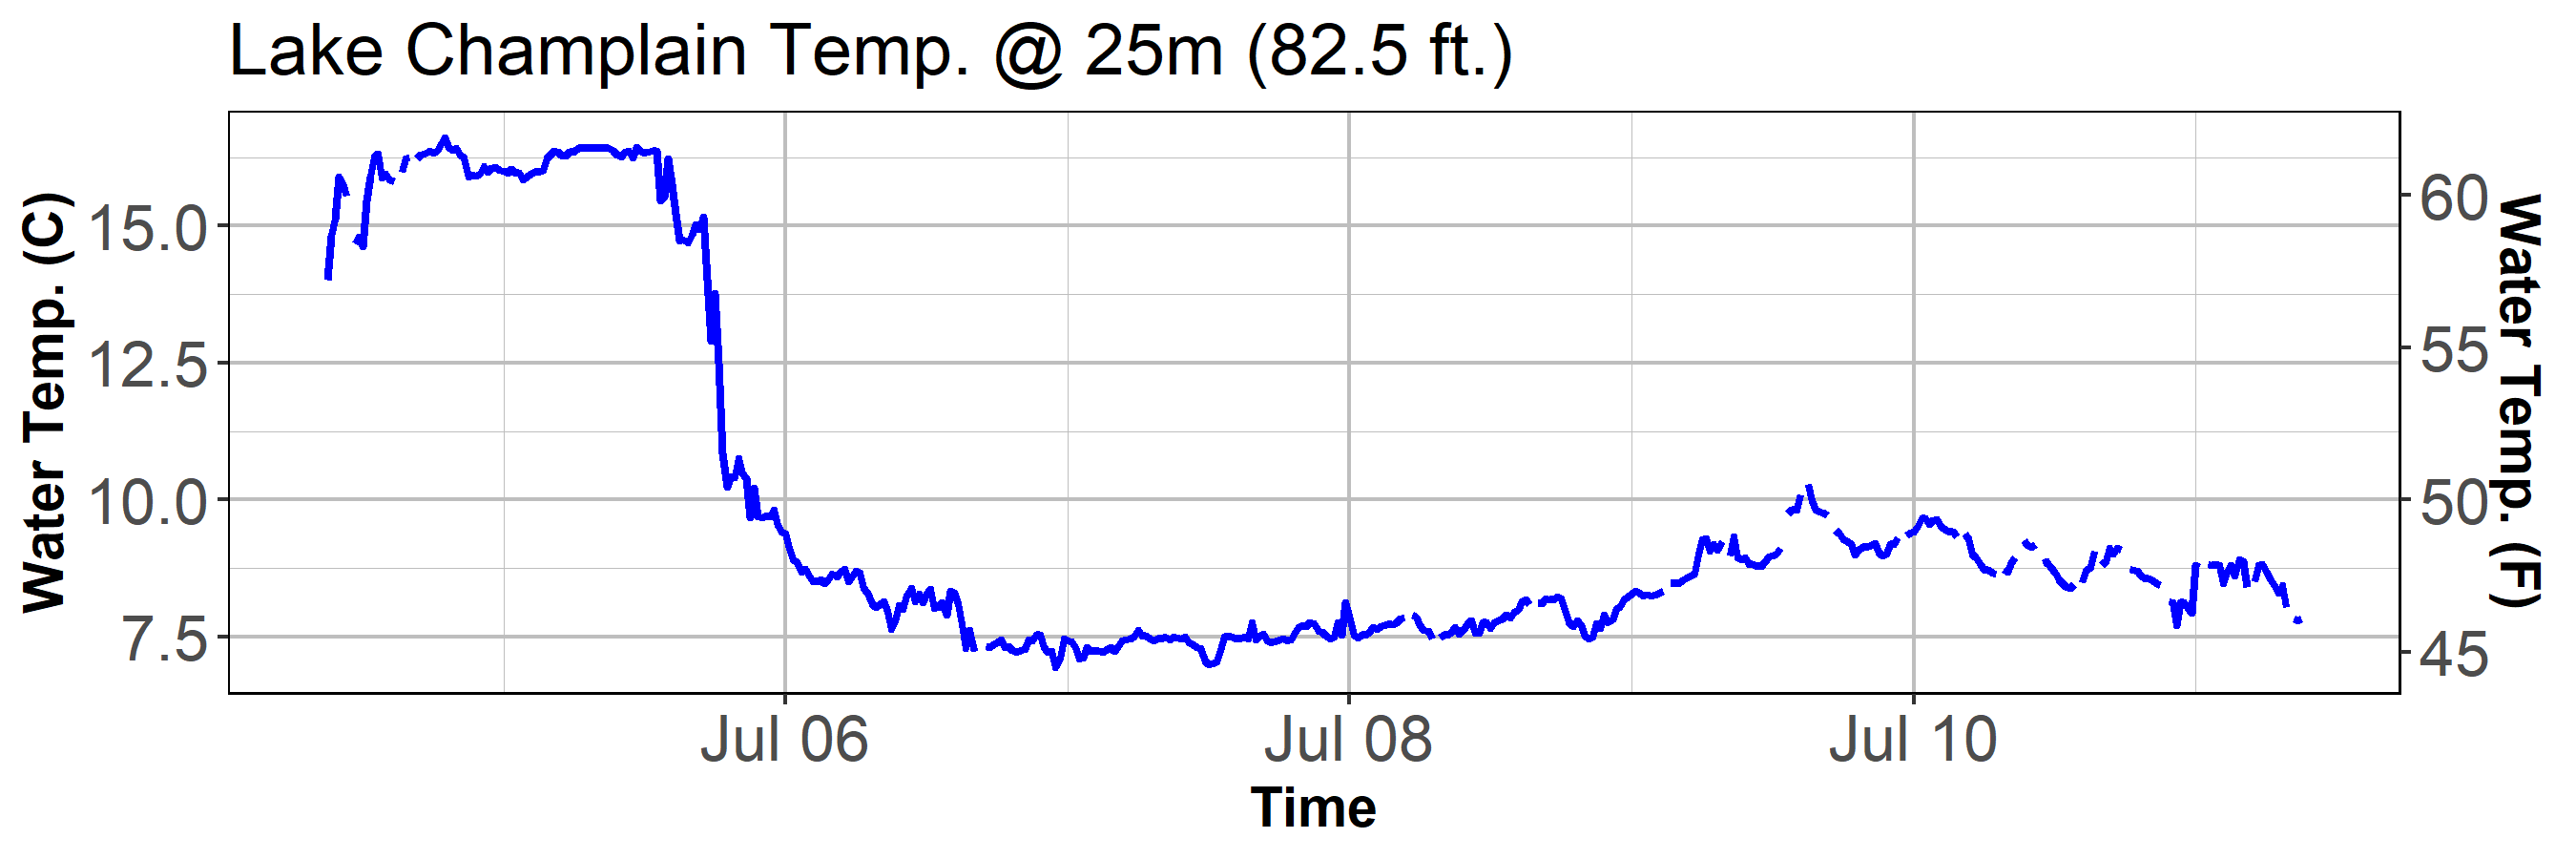 Lake Champlain Temp. @ 25m (82.5 ft.)
Water Temp. (C)
15.0
12.5
10.0
7.5
60
55
50
45
Water Temp. (F)
Jul 06
Jul 08
Jul 10
Time